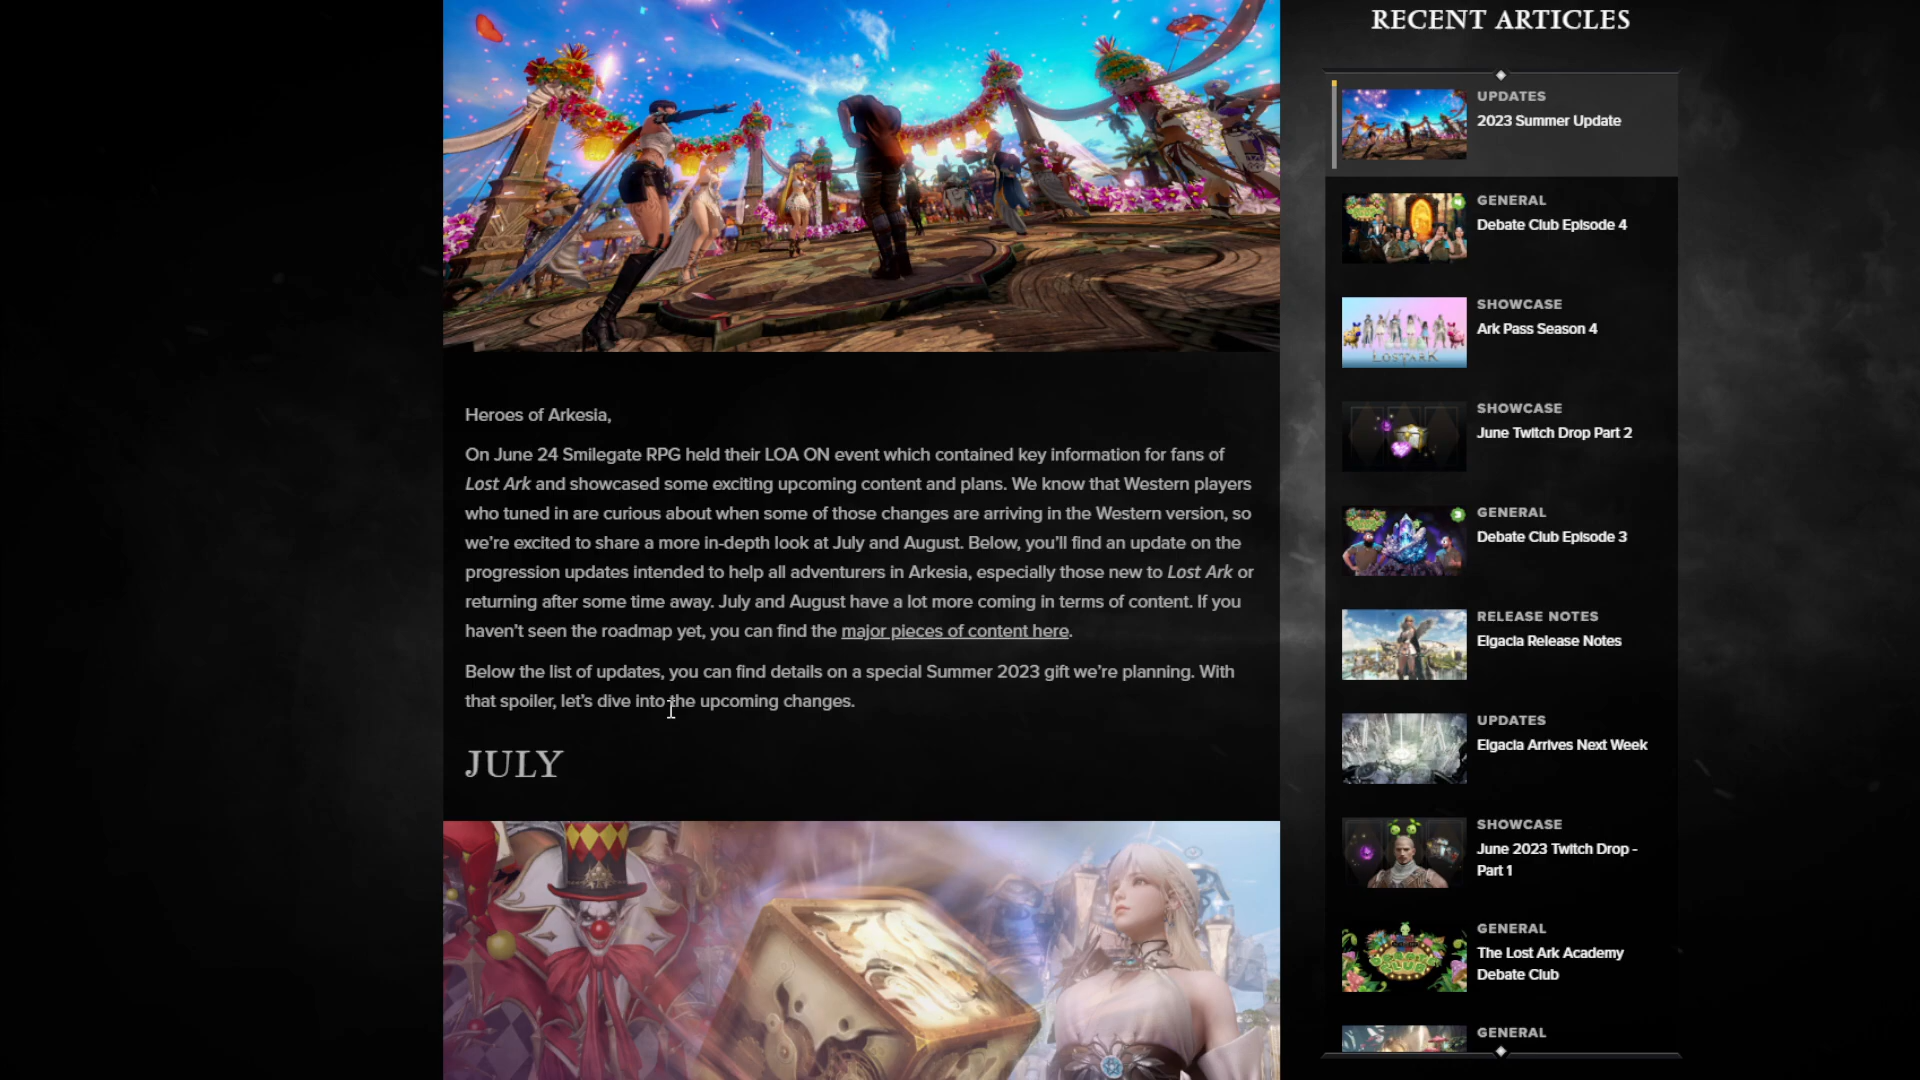 Heroes of Arkesia,
On June 24 Smilegate RPG held their LOA ON event which contained key information for fans of
Lost Ark and showcased some exciting upcoming content and plans. We know that Western players
who tuned in are curious about when some of those changes are arriving in the Western version, so
we’re excited to share a more in-depth look at July and August. Below, you’ll find an update on the
progression updates intended to help all adventurers in Arkesia, especially those new to Lost Ark or
returning after some time away. July and August have a lot more coming in terms of content. If you
haven’t seen the roadmap yet, you can find the major pieces of content here.
Below the list of updates, you can find details on a special Summer 2023 gift we’re planning. With
that spoiler, let’s dive into the upcoming changes.
JULY
RECENT ARTICLES
UPDATES
2023 Summer Update
GENERAL
Debate Club Episode 4
SHOWCASE
Ark Pass Season 4
LOST ARK
SHOWCASE
June Twitch Drop Part 2
GENERAL
Debate Club Episode 3
3
RELEASE NOTES
Elgacia Release Notes
UPDATES
Elgacia Arrives Next Week
SHOWCASE
June 2023 Twitch Drop -
Part 1
GENERAL
The Lost Ark Academy
Debate Club
GENERAL